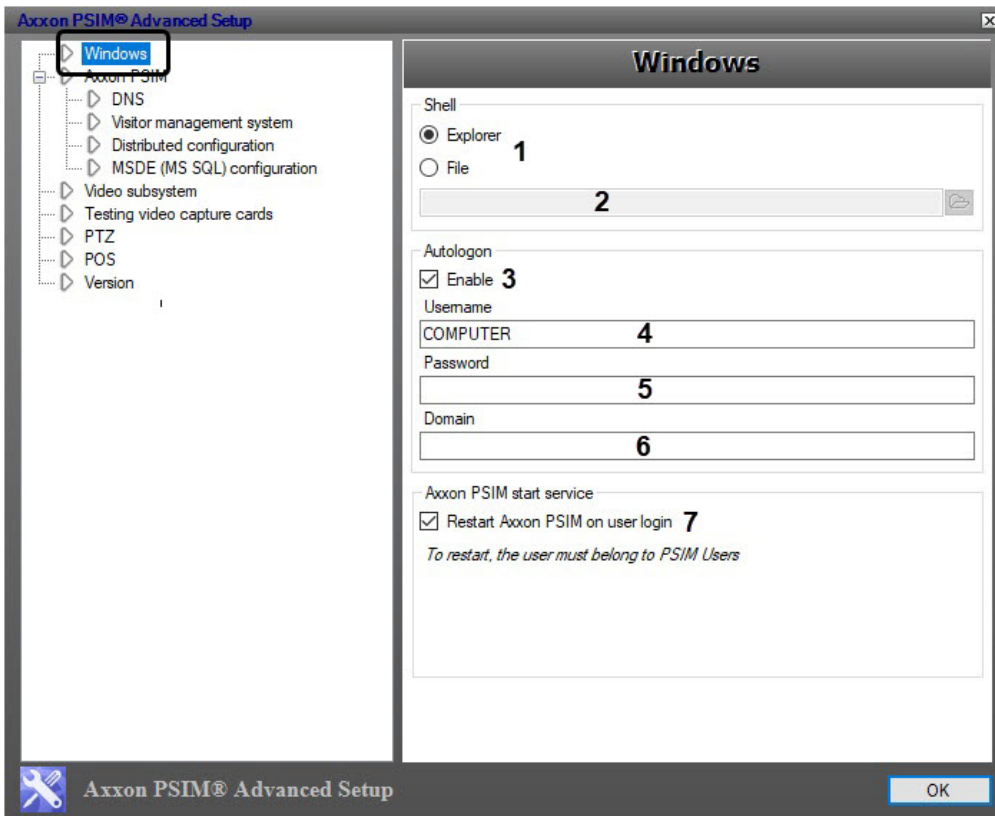 Axxon PSIM® Advanced Setup
Windows
Axxon PSIM
DNS
Visitor management system
Distributed configuration
MSDE (MS SQL) configuration
Video subsystem
Testing video capture cards
PTZ
POS
Version
Windows
Shell
Explorer
1
File
2
Autologon
Enable 3
Username
COMPUTER 4
Password
5
Domain
6
Axxon PSIM start service
Restart Axxon PSIM on user login 7
To restart, the user must belong to PSIM Users
Axxon PSIM® Advanced Setup
OK